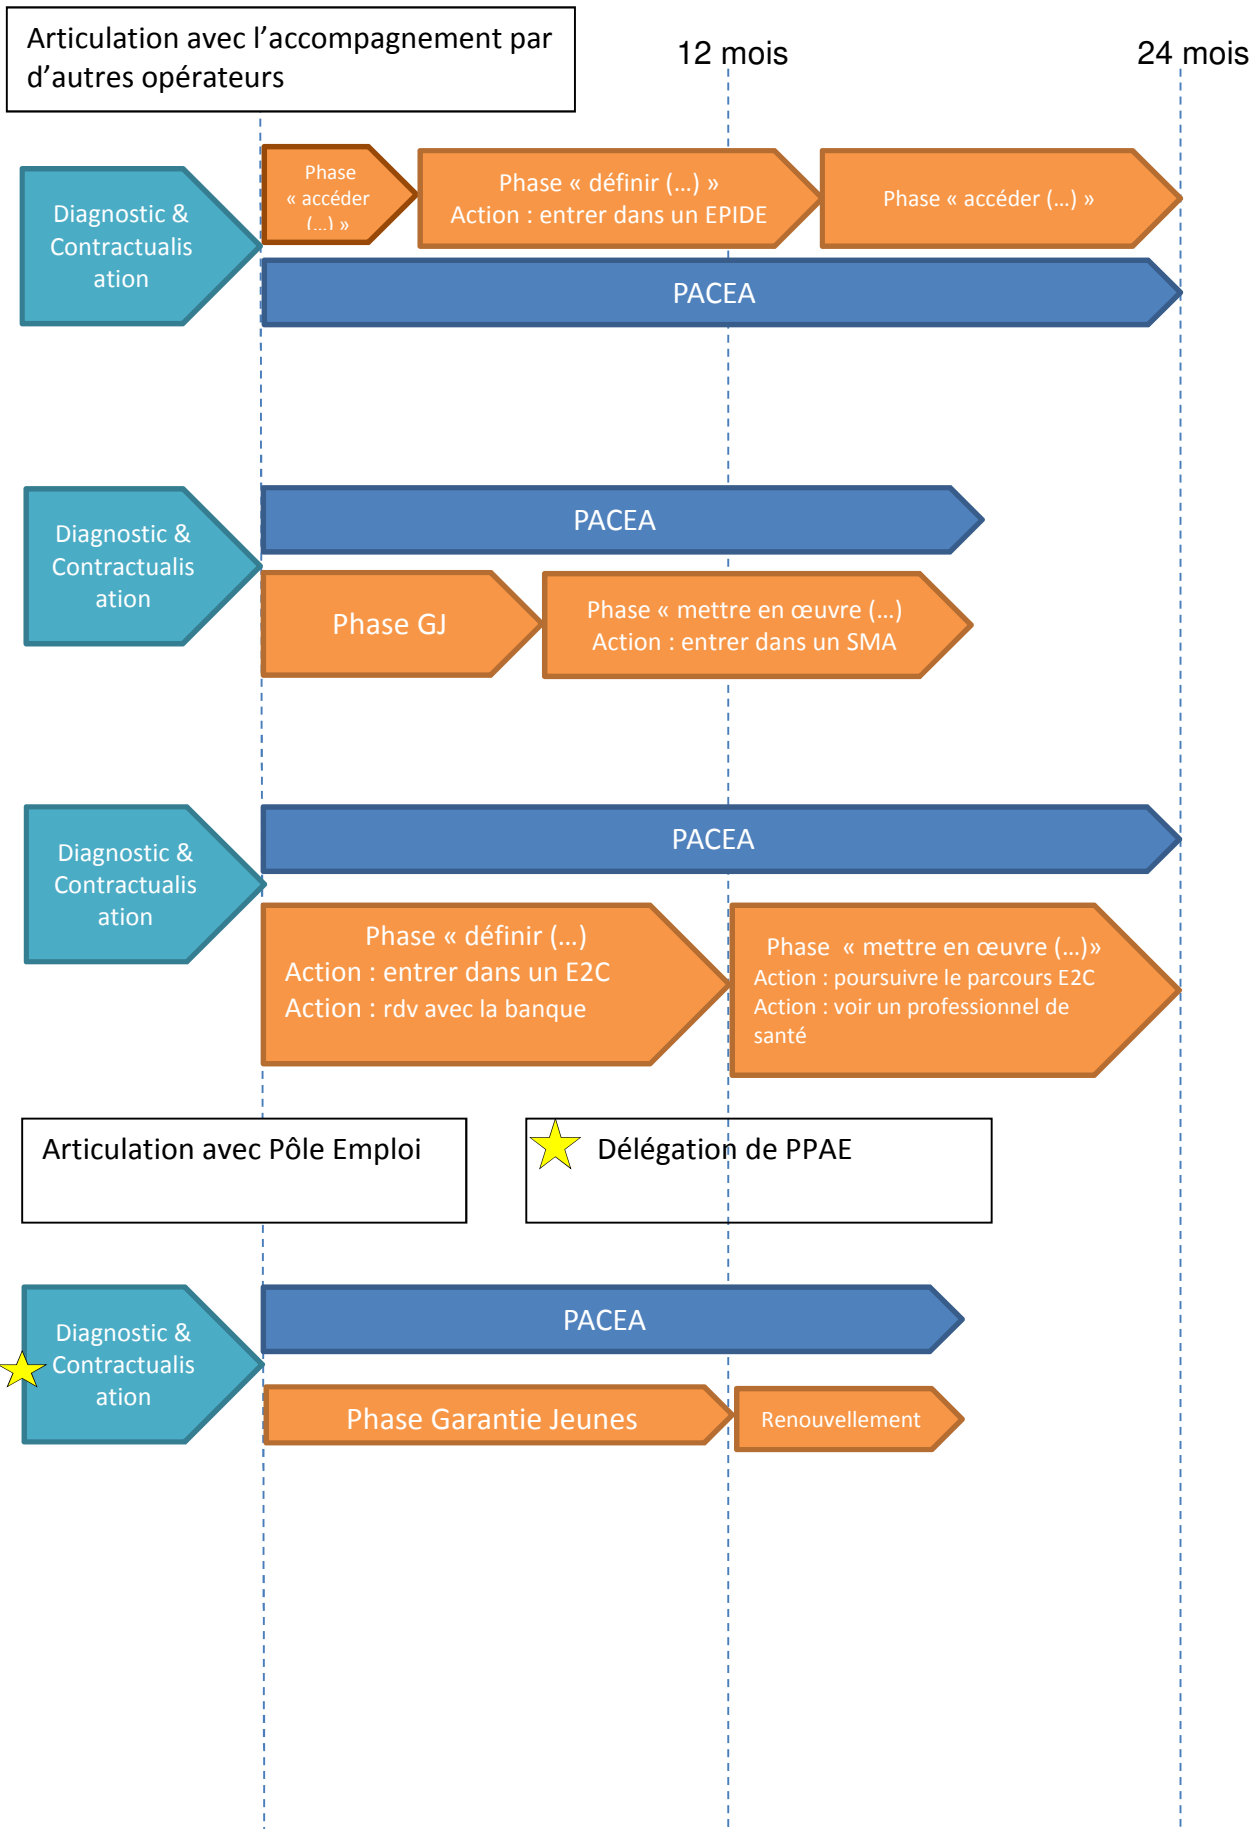 Articulation avec l’accompagnement par
d’autres opérateurs
12 mois
24 mois
Diagnostic &
Contractualis
ation
Phase
« accéder
(...) »
Phase « définir (...) »
Action : entrer dans un EPIDE
Phase « accéder (...) »
PACEA
Diagnostic &
Contractualis
ation
PACEA
Phase GJ
Phase « mettre en œuvre (...)
Action : entrer dans un SMA
Diagnostic &
Contractualis
ation
PACEA
Phase « définir (...)
Action : entrer dans un E2C
Action : rdv avec la banque
Phase « mettre en œuvre (...)»
Action : poursuivre le parcours E2C
Action : voir un professionnel de
santé
Articulation avec Pôle Emploi
Délégation de PPAE
Diagnostic &
Contractualis
ation
PACEA
Phase Garantie Jeunes
Renouvellement